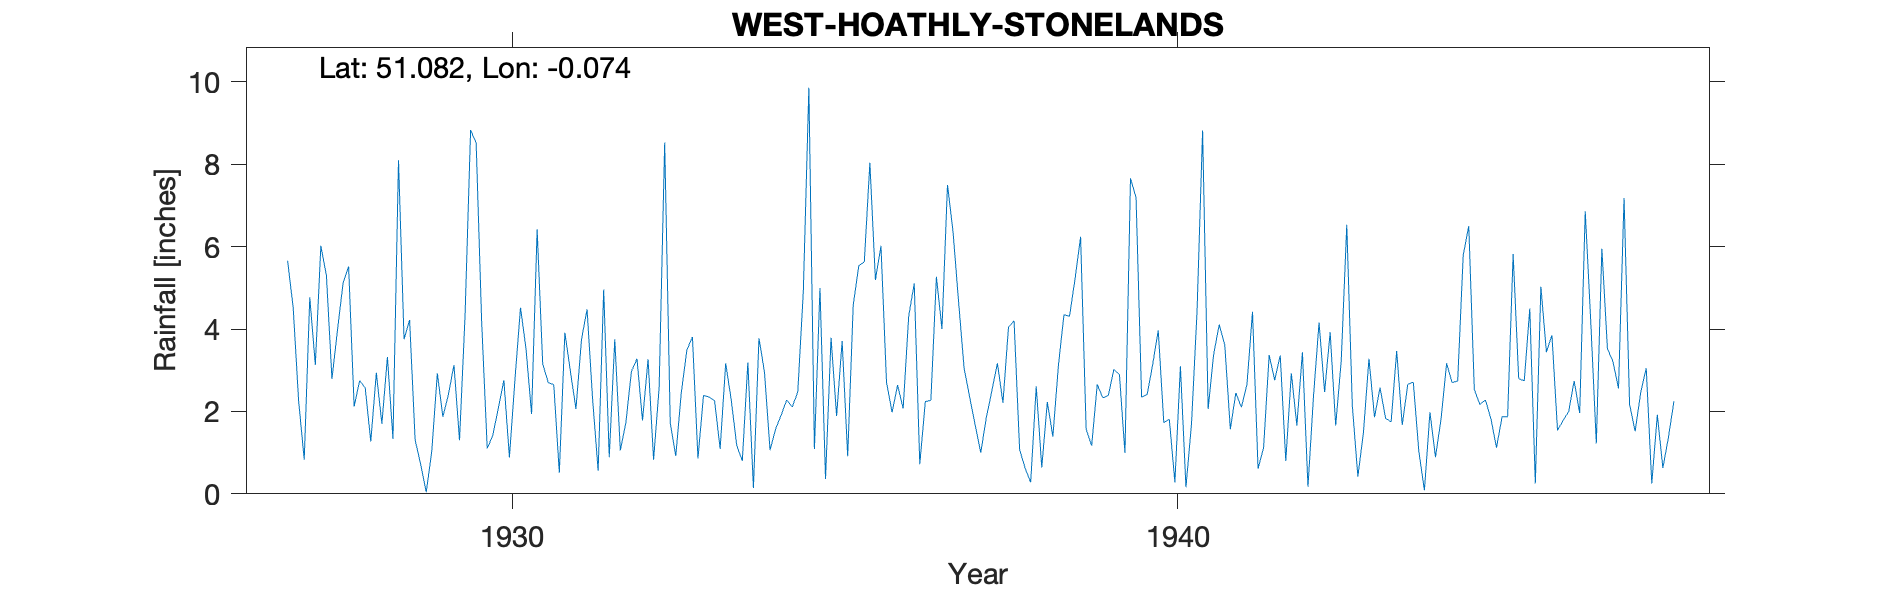 WEST-HOATHLY-STONELANDS
Lat: 51.082, Lon: -0.074
10
8
6
4
2
0
Rainfall [inches]
1930
1940
Year